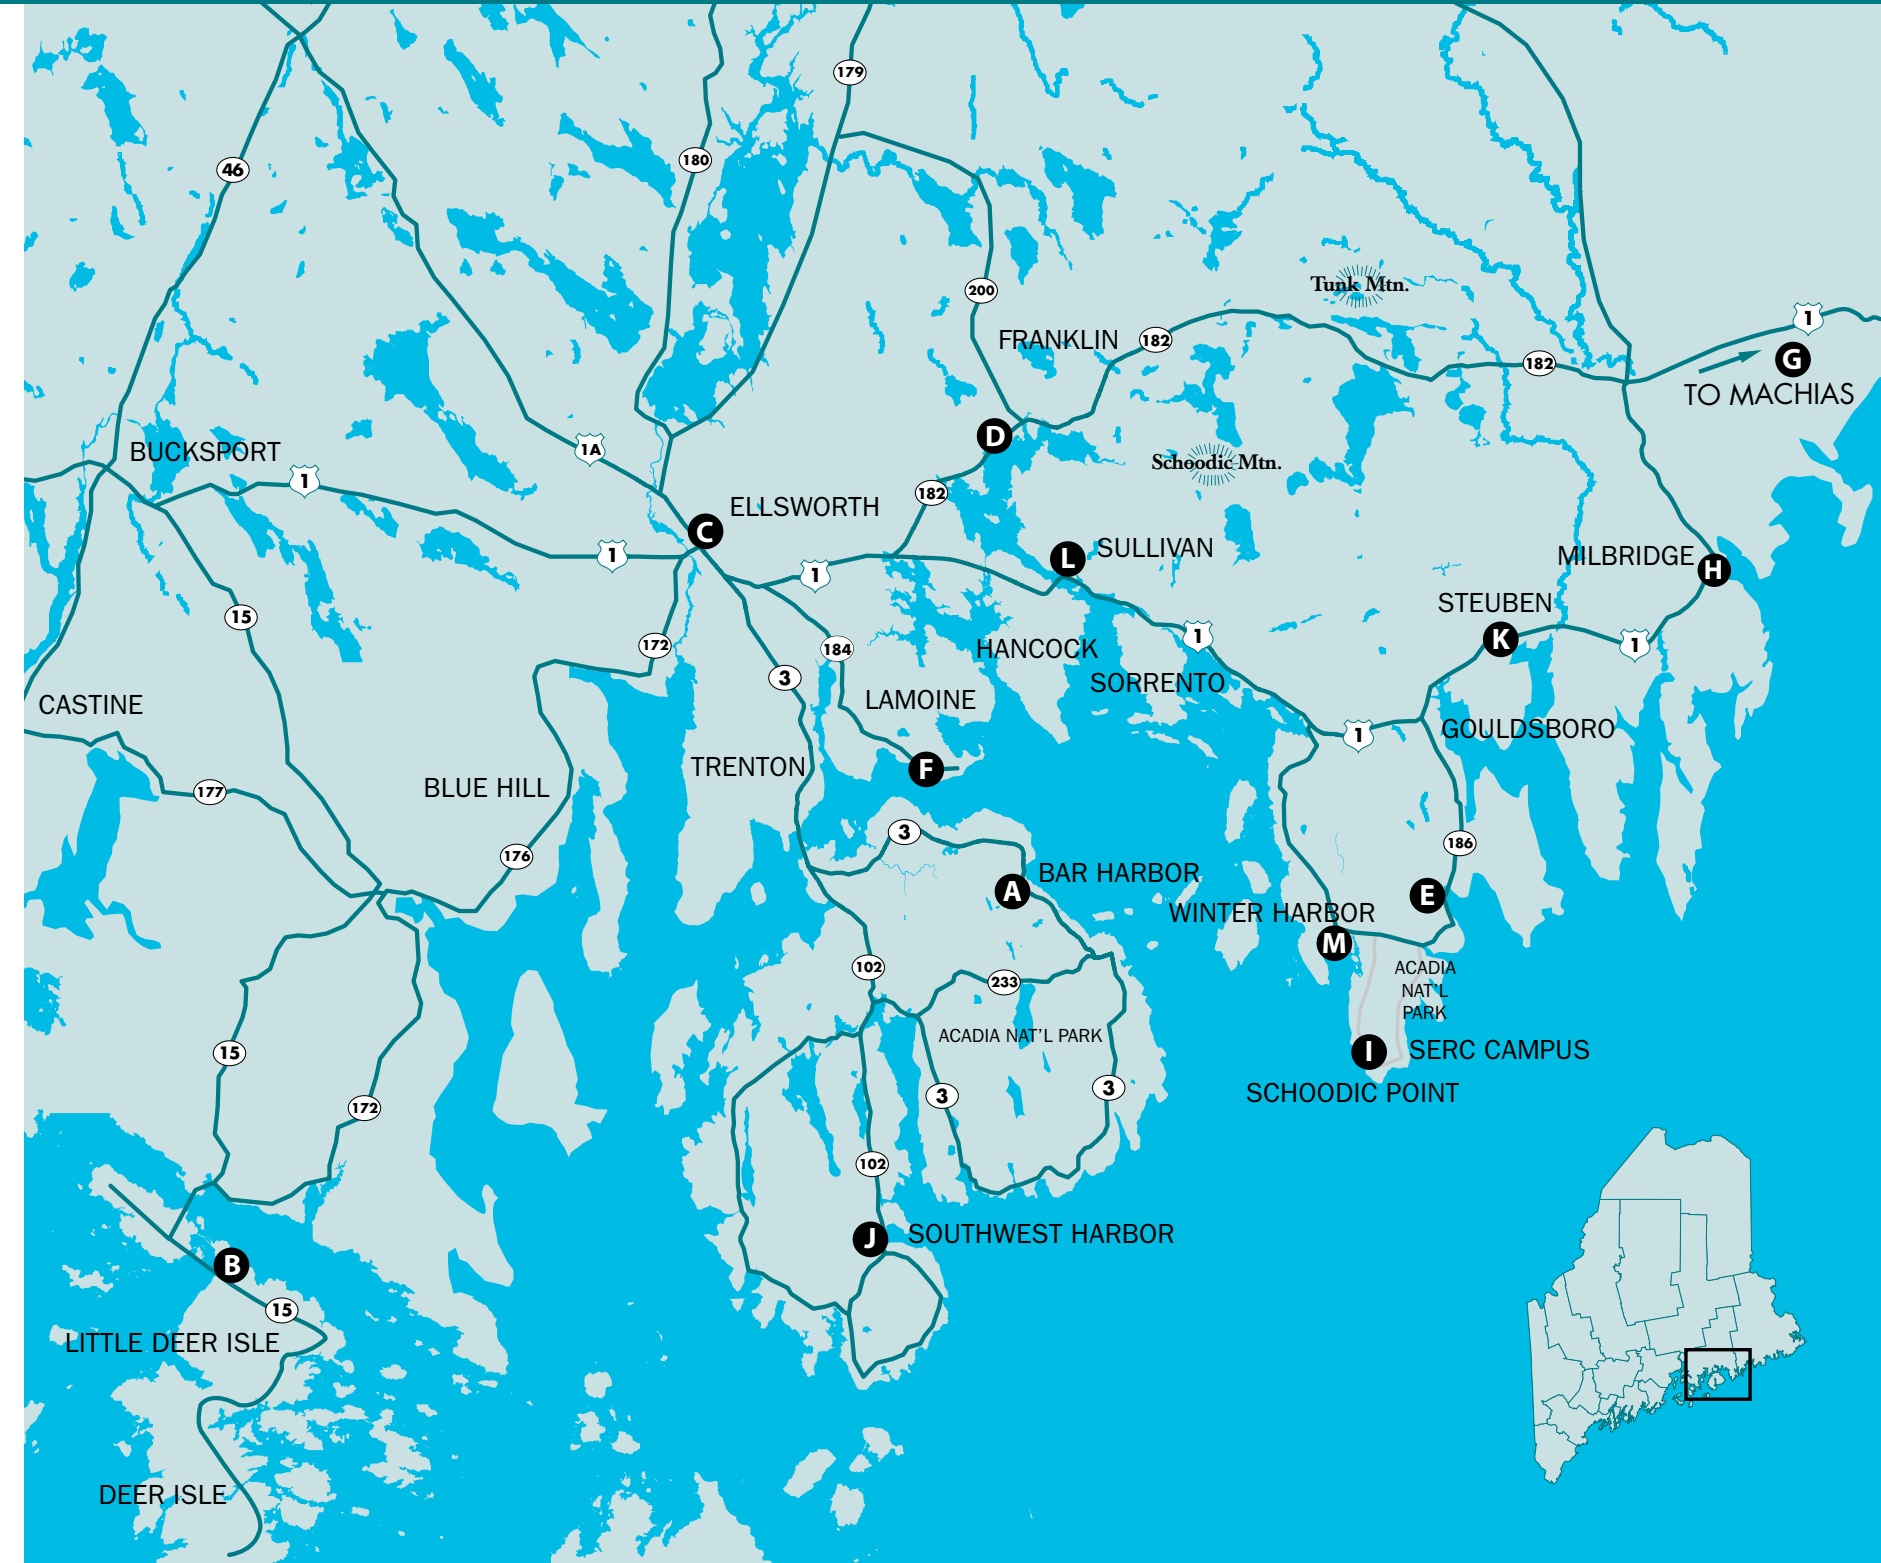 179
180
46
200
Tunk Mtn.
1
FRANKLIN
182
182
G
TO MACHIAS
D
BUCKSPORT
1A
Schoodic Mtn.
1
182
ELLSWORTH
C
1
1
L
SULLIVAN
MILBRIDGE
H
STEUBEN
15
K
1
1
172
184
HANCOCK
3
SORRENTO
LAMOINE
CASTINE
GOULDSBORO
1
TRENTON
F
BLUE HILL
177
3
186
176
BAR HARBOR
A
E
WINTER HARBOR
M
102
233
ACADIA
NAT'L
PARK
ACADIA NAT'L PARK
15
I
SERC CAMPUS
3
3
SCHOODIC POINT
172
102
J
SOUTHWEST HARBOR
B
15
LITTLE DEER ISLE
DEER ISLE